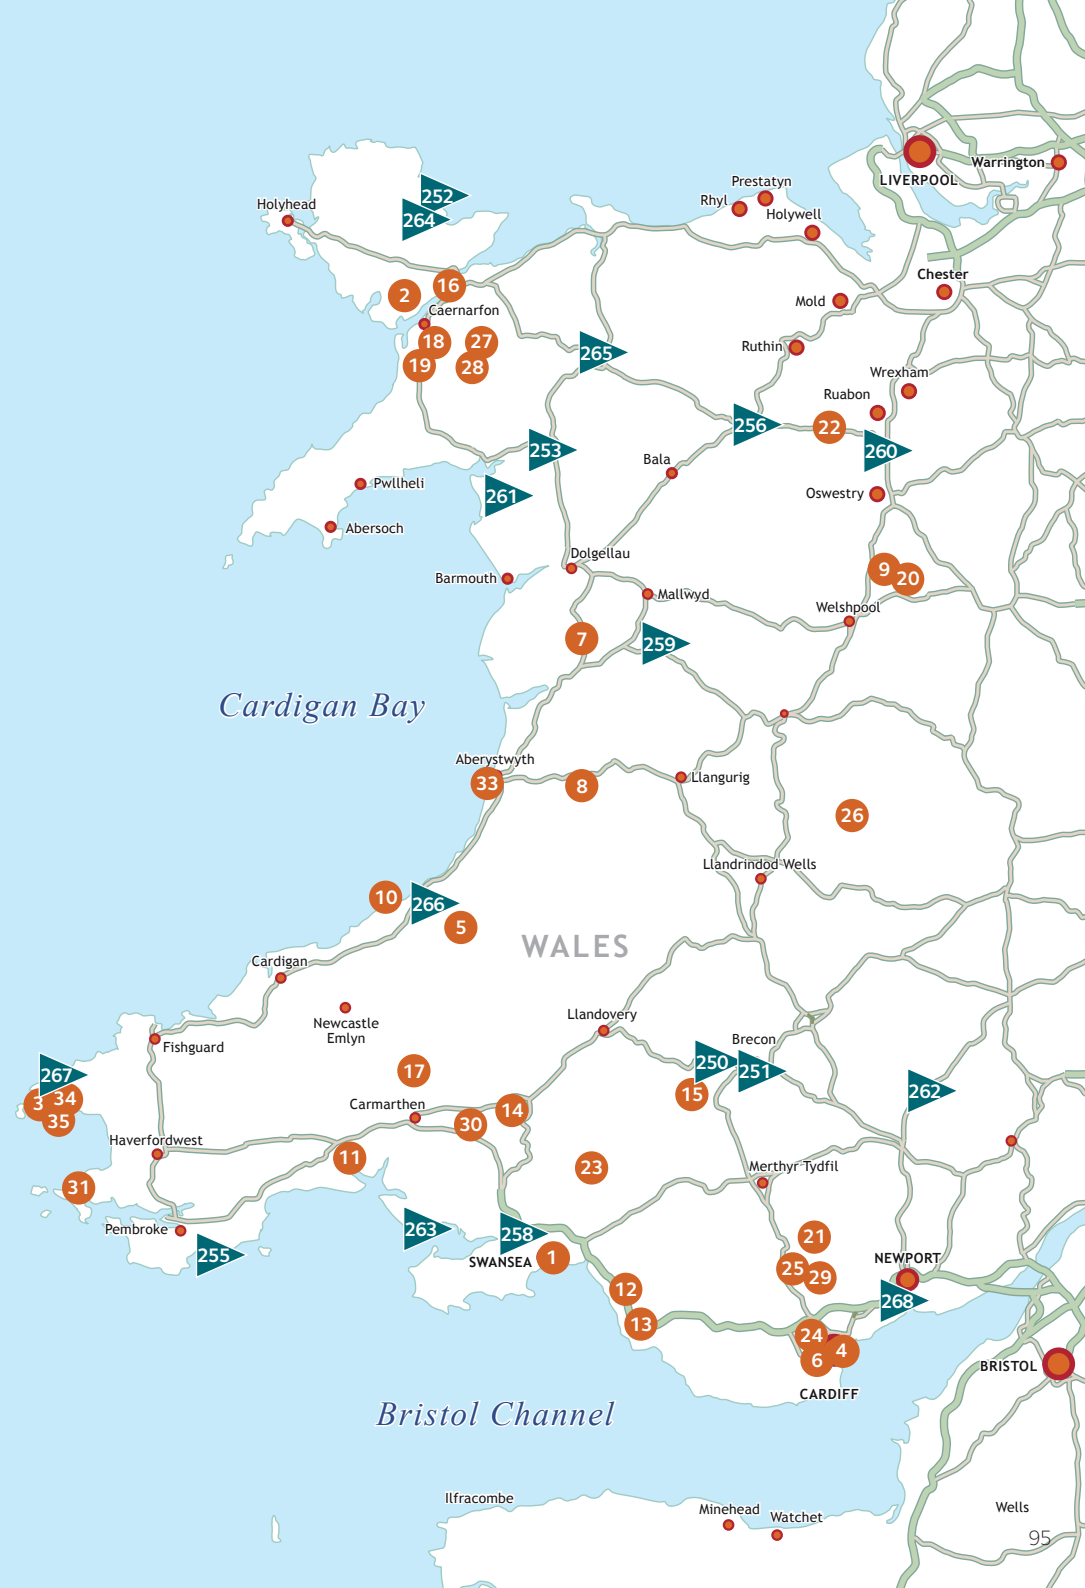 LIVERPOOL
Warrington
Prestatyn
Rhyl
Holywell
252
264
Holyhead
Chester
2
16
Mold
Caernarfon
18
27
265
Ruthin
19
28
Wrexham
Ruabon
256
22
253
260
Bala
Pwllheli
261
Oswestry
Abersoch
Dolgellau
9
20
Barmouth
Mallwyd
Welshpool
7
259
Cardigan Bay
Aberystwyth
33
8
Llangurig
26
Llandrindod Wells
10
266
5
WALES
Cardigan
Newcastle
Emlyn
Llandovery
Fishguard
Brecon
267
17
250
251
262
3
34
15
35
Carmarthen
14
30
Haverfordwest
11
23
Merthyr Tydfil
31
Pembroke
263
258
21
255
SWANSEA
1
NEWPORT
25
29
12
268
13
24
4
6
BRISTOL
CARDIFF
Bristol Channel
Ilfracombe
Minehead
Watchet
Wells
95